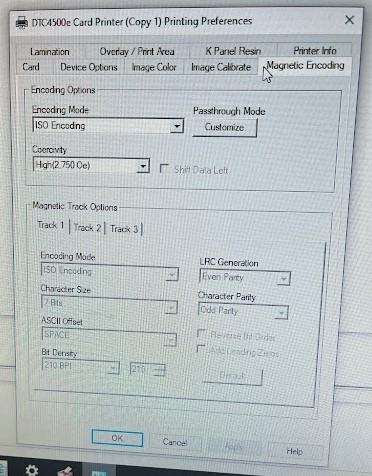 DTC4500e Card Printer (Copy 1) Printing Preferences
Lamination Overlay / Print Area K Panel Resin Printer Info
Card Device Options Image Color Image Calibrate Magnetic Encoding
Encoding Options
Encoding Mode Passthrough Mode
ISO Encoding Customize
Coercivity
High(2,750 Oe) Shift Data Left
Magnetic Track Options
Track 1 Track 2 Track 3
Encoding Mode LRC Generation
ISO Encoding Even Parity
Character Size Character Parity
7 Bits Odd Parity
ASCII Offset Reverse Bit Order
SPACE Add Leading Zeros
Bit Density
210 BPI 210 Default
OK Cancel Apply Help